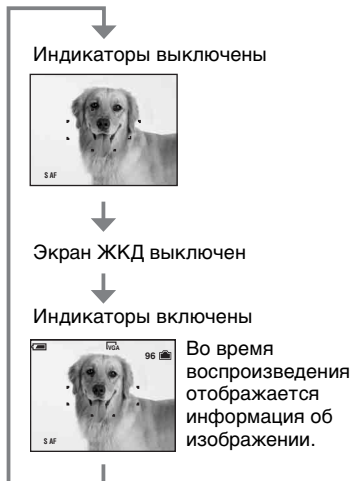 Индикаторы выключены
S AF
Экран ЖКД выключен
Индикаторы включены
VGA
96
S AF
Во время
воспроизведения
отображается
информация об
изображении.